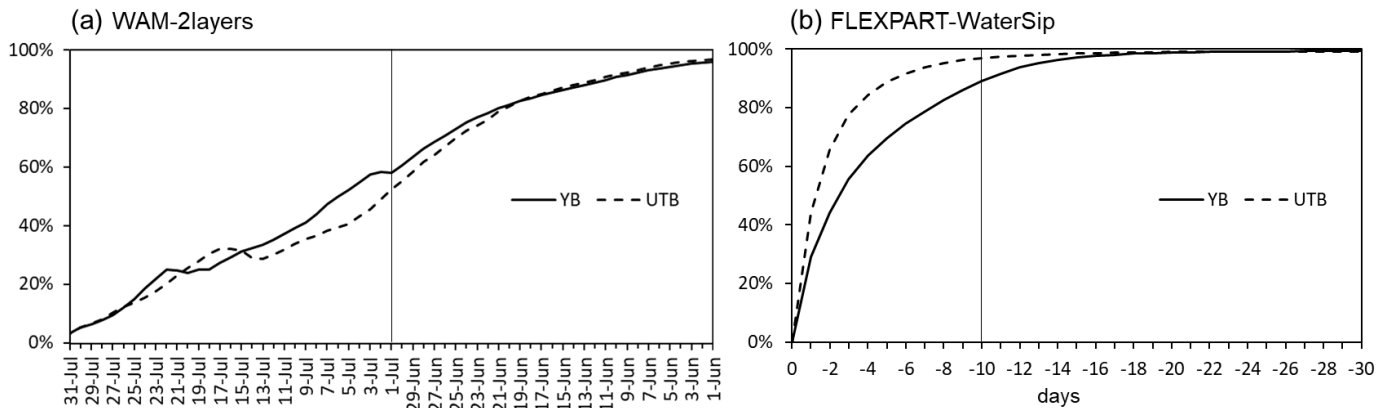 (a) WAM-2layers
100%
80%
60%
40%
20%
0%
YB
UTB
31-Jul
29-Jul
27-Jul
25-Jul
23-Jul
21-Jul
19-Jul
17-Jul
15-Jul
13-Jul
11-Jul
9-Jul
7-Jul
5-Jul
3-Jul
1-Jul
29-Jun
27-Jun
25-Jun
23-Jun
21-Jun
19-Jun
17-Jun
15-Jun
13-Jun
11-Jun
9-Jun
7-Jun
5-Jun
3-Jun
1-Jun
(b) FLEXPART-WaterSip
100%
80%
60%
40%
20%
0%
YB
UTB
0 -2 -4 -6 -8 -10 -12 -14 -16 -18 -20 -22 -24 -26 -28 -30
days